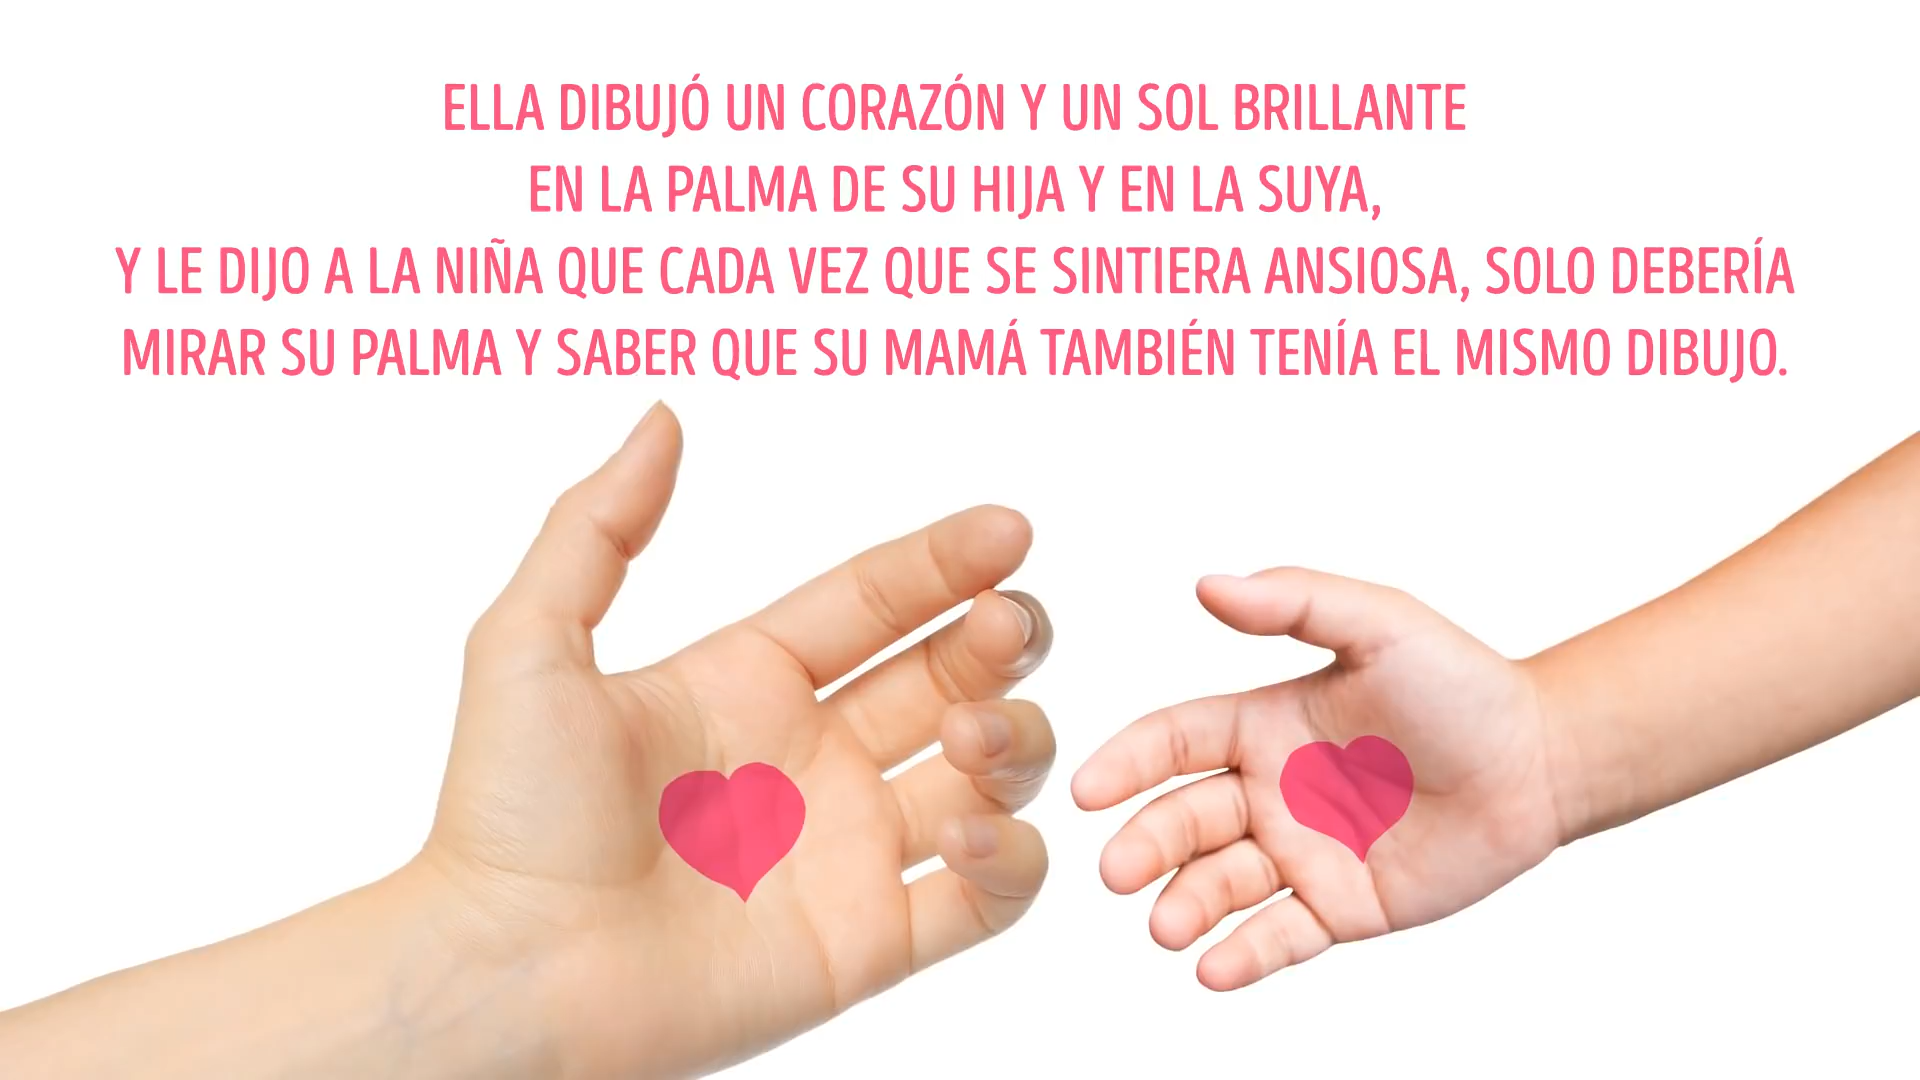 ELLA DIBUJÓ UN CORAZÓN Y UN SOL BRILLANTE
EN LA PALMA DE SU HIJA Y EN LA SUYA,
Y LE DIJO A LA NIÑA QUE CADA VEZ QUE SE SINTIERA ANSIOSA, SOLO DEBERÍA
MIRAR SU PALMA Y SABER QUE SU MAMÁ TAMBIÉN TENÍA EL MISMO DIBUJO.